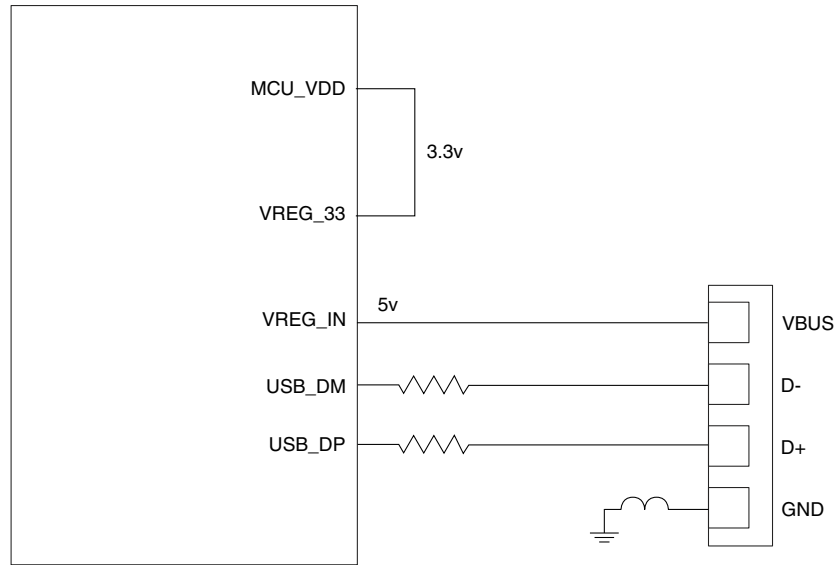 MCU_VDD
3.3v
VREG_33
VREG_IN
5v
VBUS
USB_DM
D-
USB_DP
D+
GND